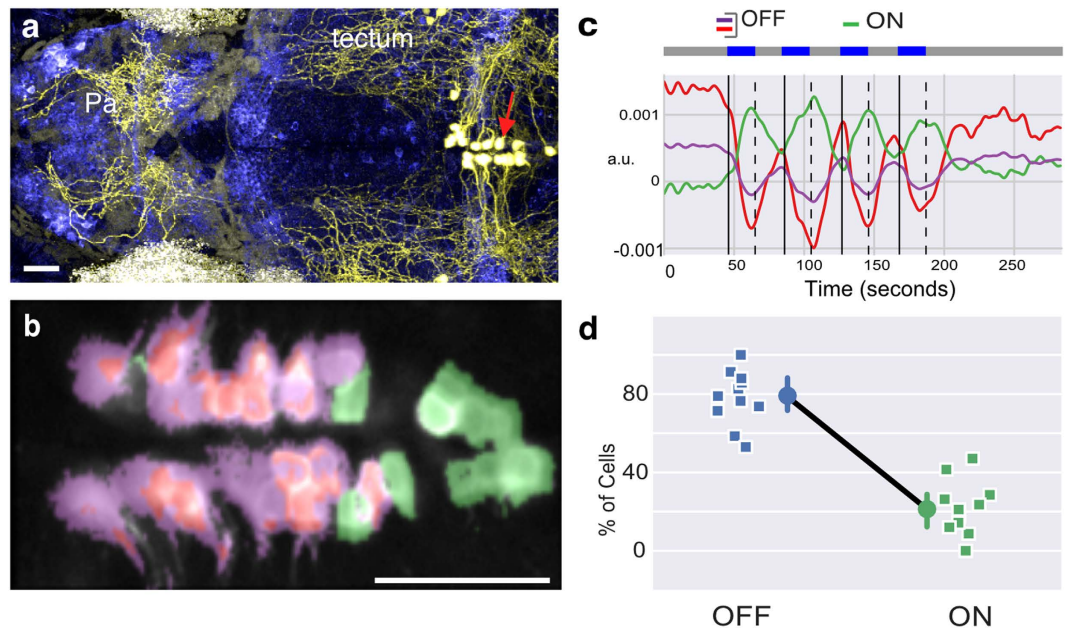 a
Pa
tectum
b
c
OFF
ON
0.001
a.u.
0
-0.001
0
50
100
150
200
250
Time (seconds)
d
% of Cells
80
40
0
OFF
ON